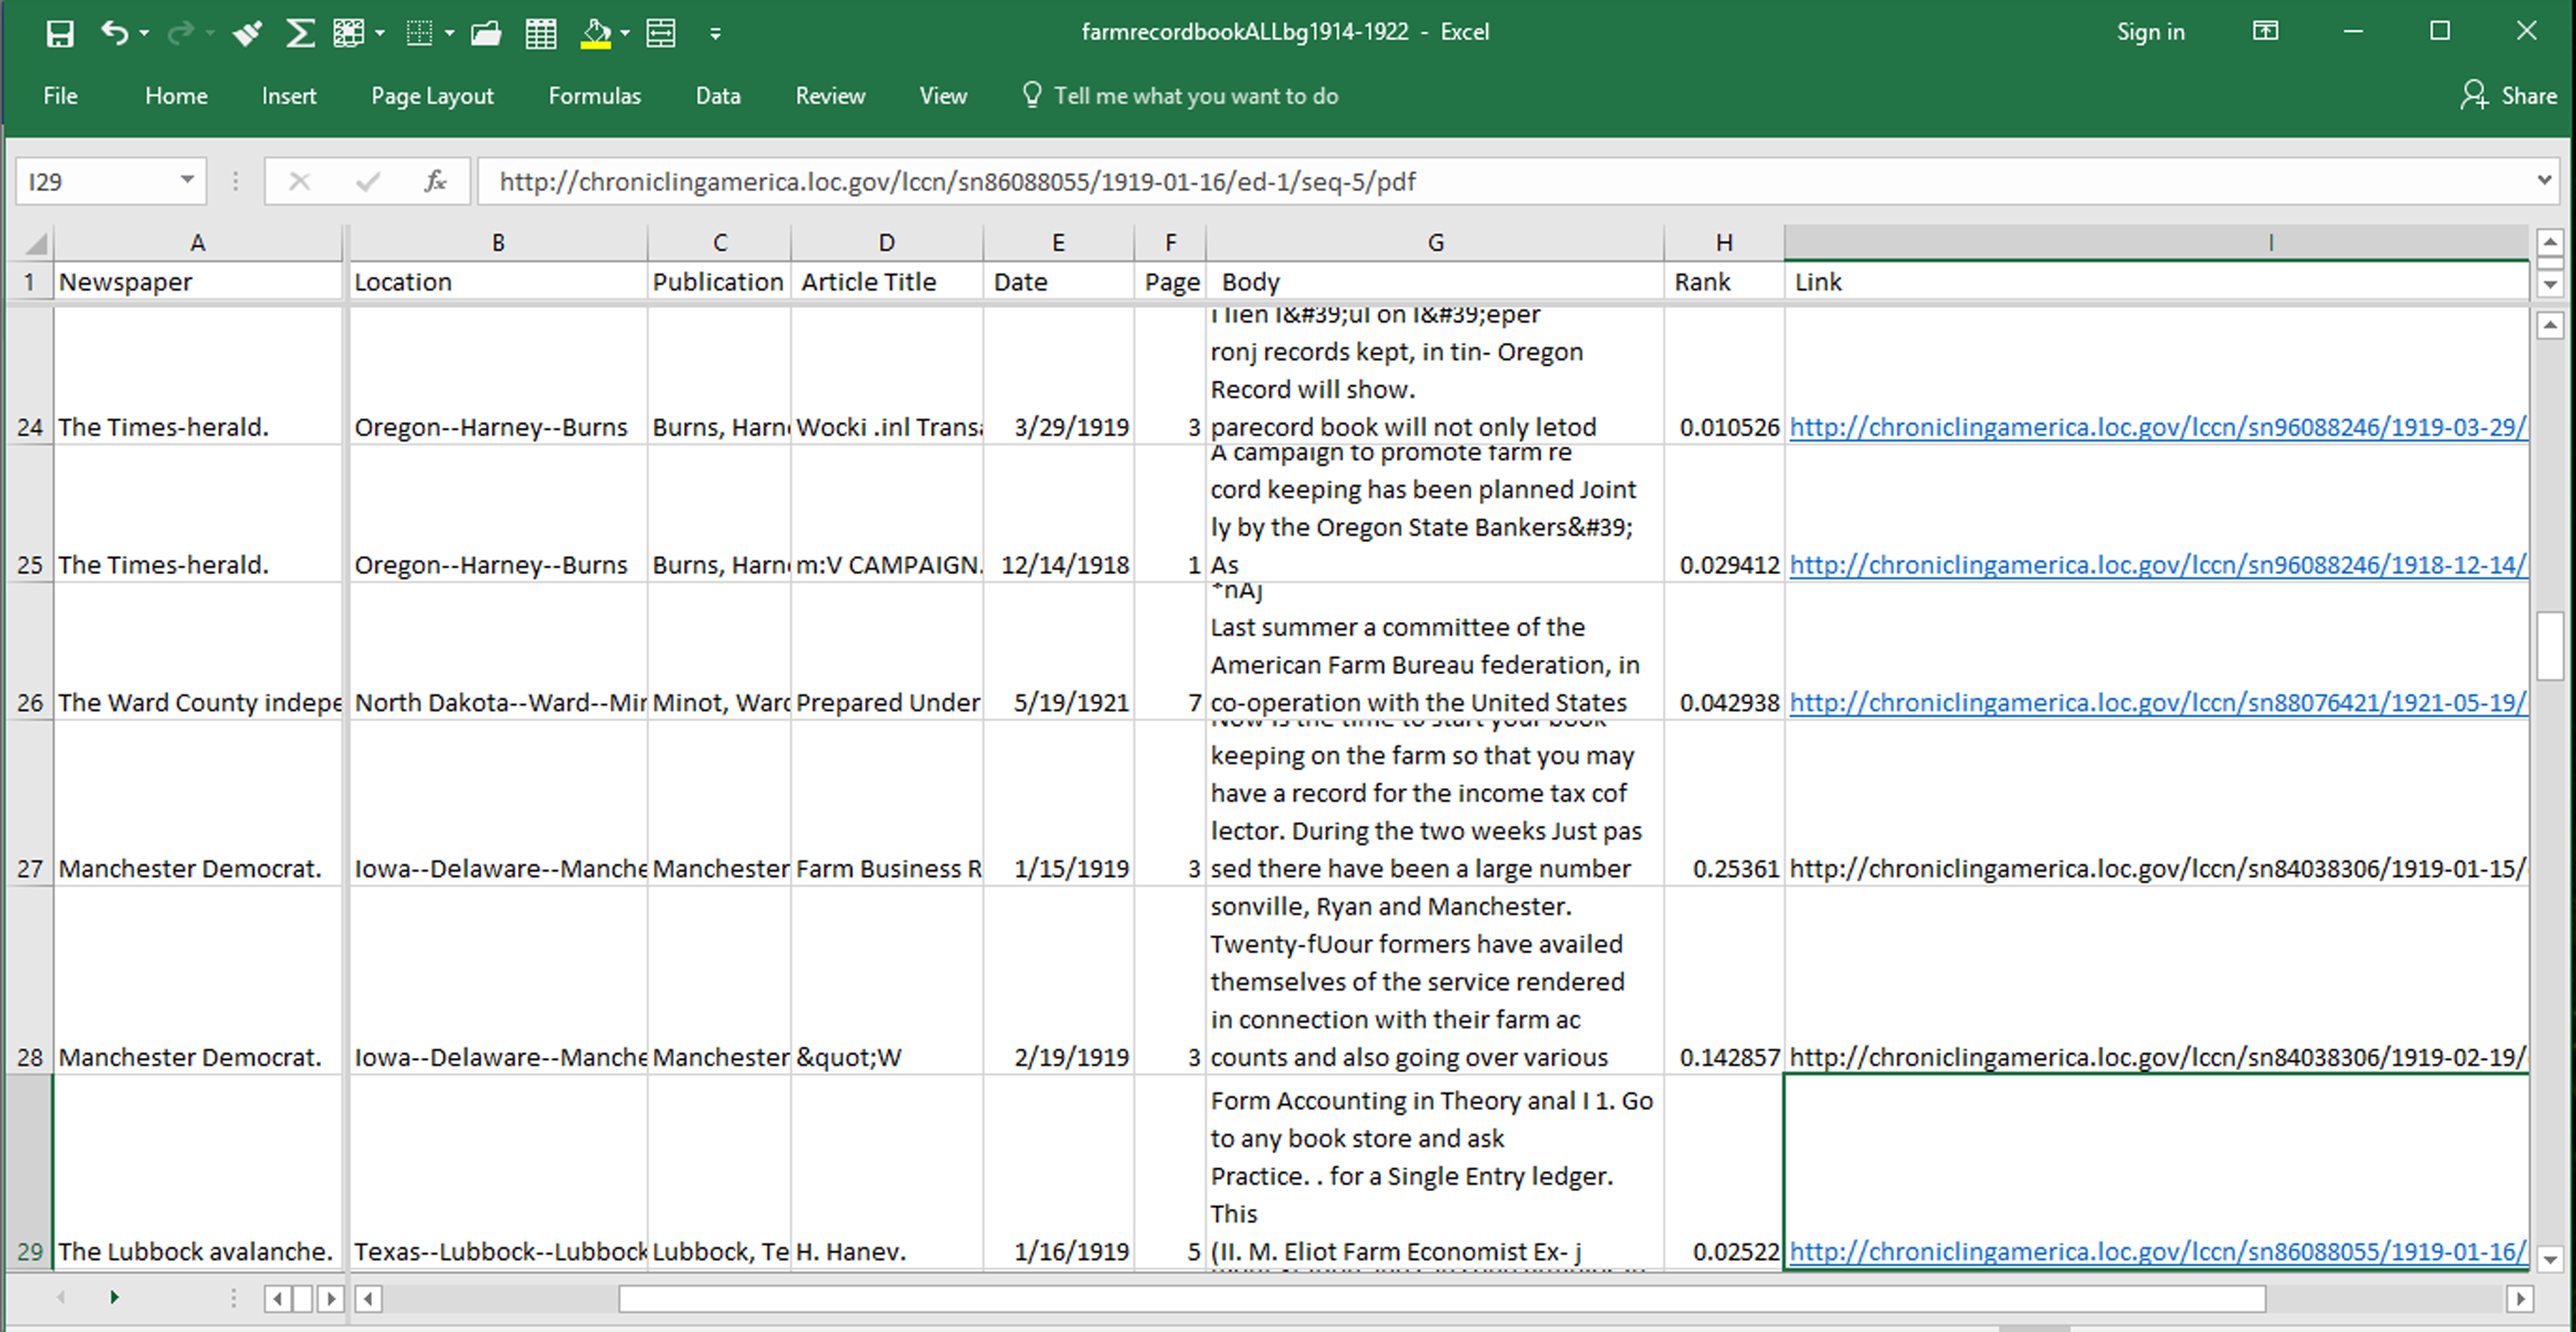 farmrecordbookALLbg1914-1922 - Excel
Sign in
File Home Insert Page Layout Formulas Data Review View Tell me what you want to do Share
I29 fx http://chroniclingamerica.loc.gov/lccn/sn86088055/1919-01-16/ed-1/seq-5/pdf
A B C D E F G H I
1 Newspaper Location Publication Article Title Date Page Body Rank Link
i lien I&#39;ul on I&#39;eper
ronj records kept, in tin- Oregon
Record will show.
24 The Times-herald. Oregon--Harney--Burns Burns, Harn Wocki .inl Transa 3/29/1919 3 parecord book will not only letod 0.010526 http://chroniclingamerica.loc.gov/lccn/sn96088246/1919-03-29/
A campaign to promote farm re
cord keeping has been planned Joint
ly by the Oregon State Bankers&#39;
25 The Times-herald. Oregon--Harney--Burns Burns, Harn m:V CAMPAIGN. 12/14/1918 1 As 0.029412 http://chroniclingamerica.loc.gov/lccn/sn96088246/1918-12-14/
*nAj
Last summer a committee of the
American Farm Bureau federation, in
26 The Ward County indepe North Dakota--Ward--Min Minot, Ward Prepared Under 5/19/1921 7 co-operation with the United States 0.042938 http://chroniclingamerica.loc.gov/lccn/sn88076421/1921-05-19/
Now is the time to start your book
keeping on the farm so that you may
have a record for the income tax cof
lector. During the two weeks Just pas
27 Manchester Democrat. Iowa--Delaware--Manche Manchester Farm Business R 1/15/1919 3 sed there have been a large number 0.25361 http://chroniclingamerica.loc.gov/lccn/sn84038306/1919-01-15/
sonville, Ryan and Manchester.
Twenty-fUour formers have availed
themselves of the service rendered
in connection with their farm ac
28 Manchester Democrat. Iowa--Delaware--Manche Manchester &quot;W 2/19/1919 3 counts and also going over various 0.142857 http://chroniclingamerica.loc.gov/lccn/sn84038306/1919-02-19/
Form Accounting in Theory anal I 1. Go
to any book store and ask
Practice. . for a Single Entry ledger.
This
29 The Lubbock avalanche. Texas--Lubbock--Lubbock Lubbock, Te H. Hanev. 1/16/1919 5 (II. M. Eliot Farm Economist Ex- j 0.02522 http://chroniclingamerica.loc.gov/lccn/sn86088055/1919-01-16/